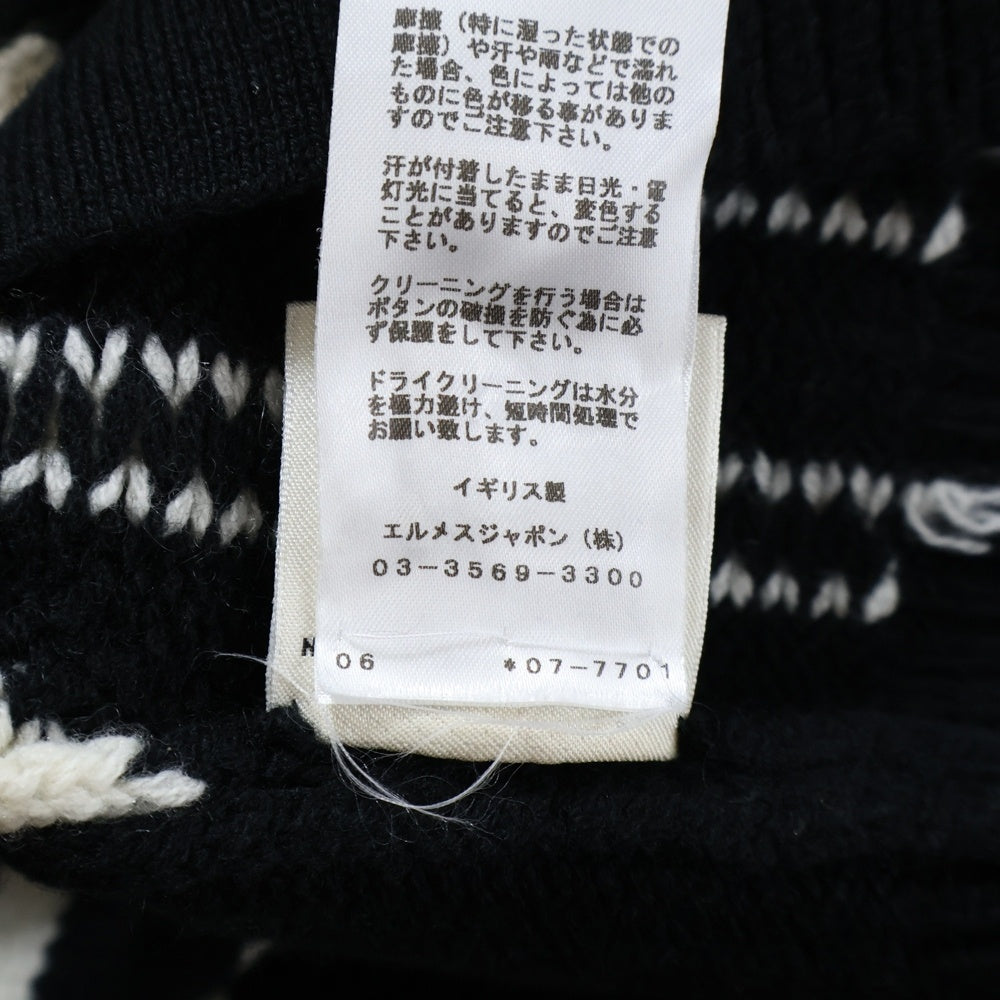 摩擦（特に湿った状態での
摩擦）や汗や雨などで濡れ
た場合、色によっては他の
ものに色が移る事がありま
すのでご注意下さい。
汗が付着したまま日光・電
灯光に当てると、変色する
ことがありますのでご注意
下さい。
クリーニングを行う場合は
ボタンの破損を防ぐ為に必
ず保護をして下さい。
ドライクリーニングは水分
を極力避け、短時間処理で
お願い致します。
イギリス製
エルメスジャポン（株）
03-3569-3300
06 *07-7701